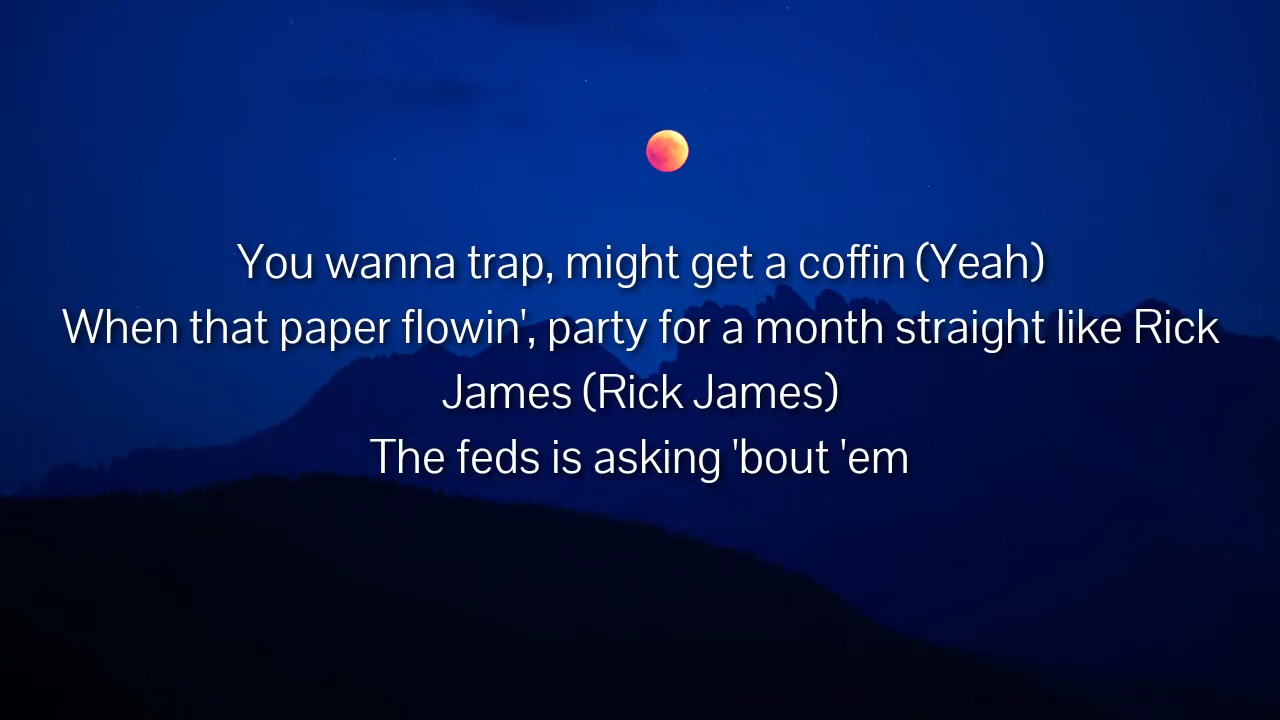 You wanna trap, might get a coffin (Yeah)
When that paper flowin', party for a month straight like Rick
James (Rick James)
The feds is asking 'bout 'em